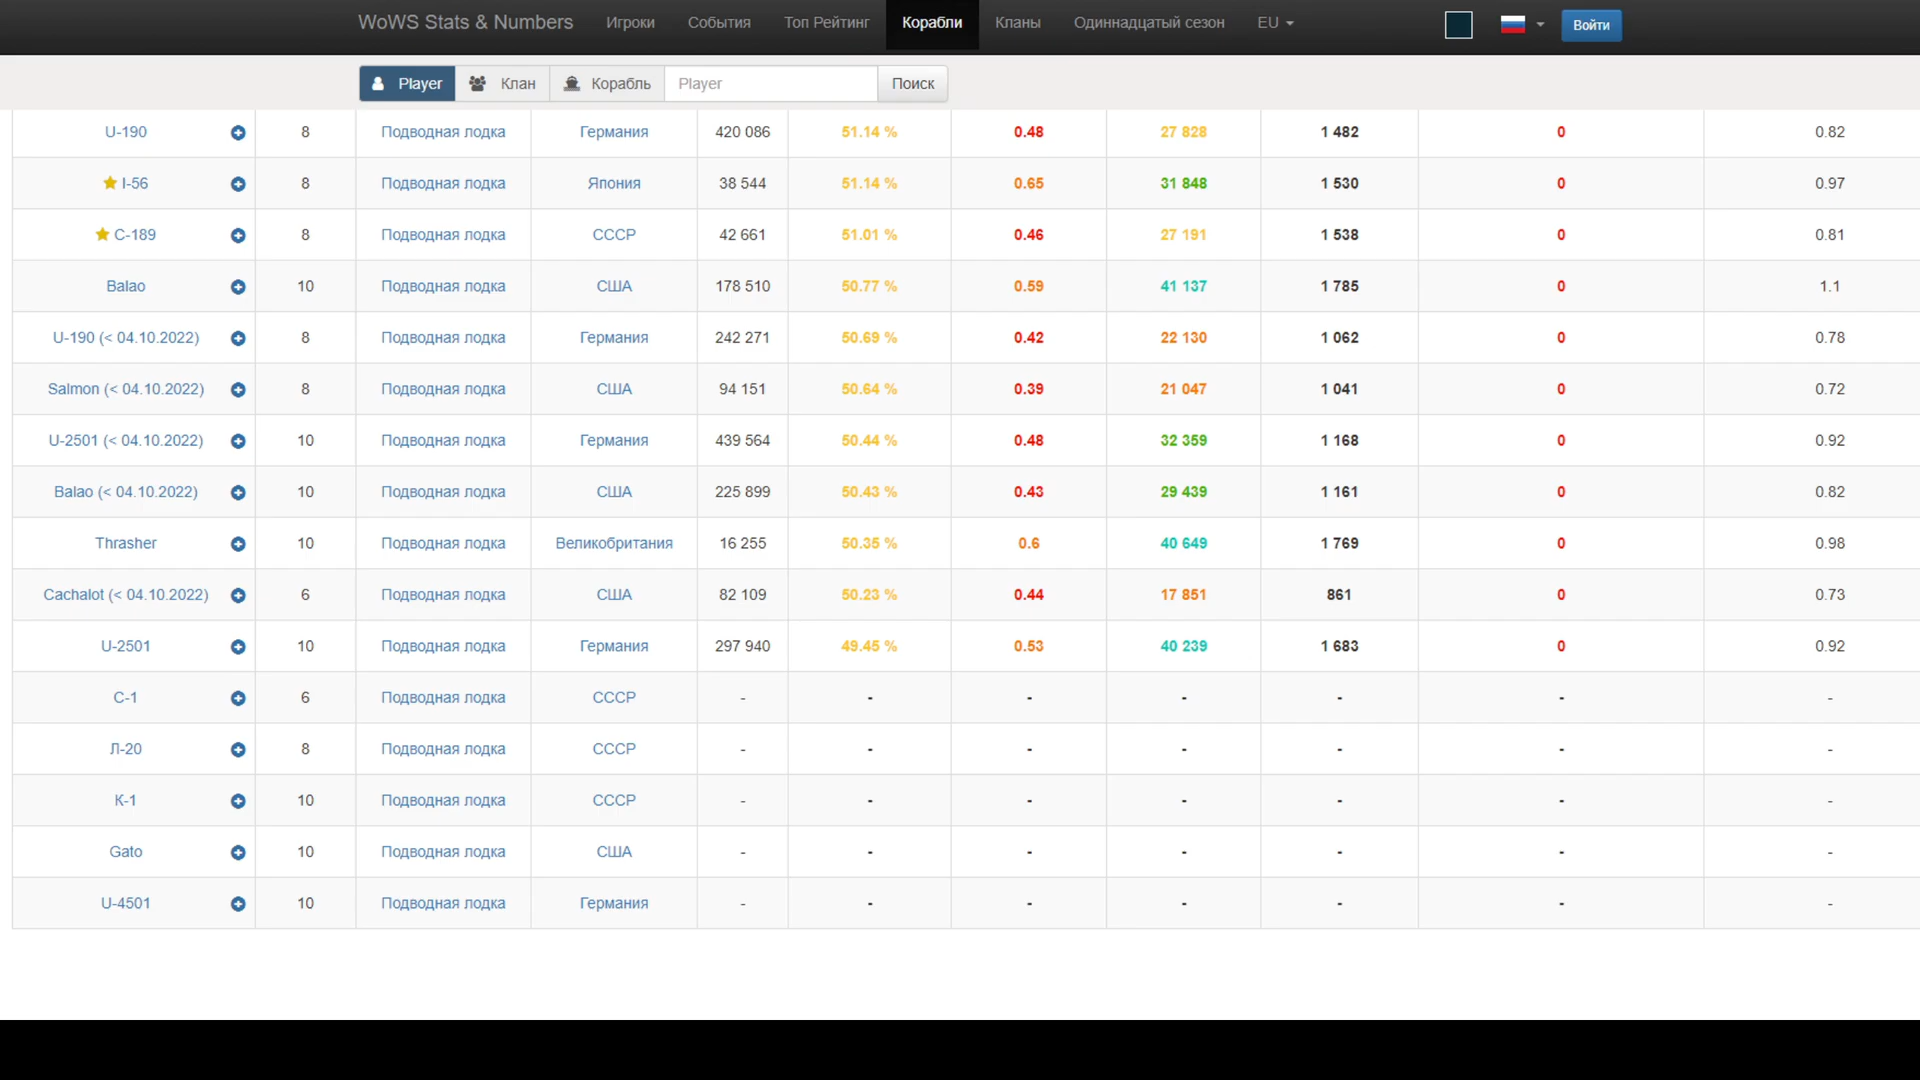 WoWS Stats & Numbers Игроки События Топ Рейтинг Корабли Кланы Одиннадцатый сезон EU Войти
Player Клан Корабль Player Поиск
U-190 8 Подводная лодка Германия 420 086 51.14 % 0.48 27 828 1 482 0 0.82
I-56 8 Подводная лодка Япония 38 544 51.14 % 0.65 31 848 1 530 0 0.97
С-189 8 Подводная лодка СССР 42 661 51.01 % 0.46 27 191 1 538 0 0.81
Balao 10 Подводная лодка США 178 510 50.77 % 0.59 41 137 1 785 0 1.1
U-190 (< 04.10.2022) 8 Подводная лодка Германия 242 271 50.69 % 0.42 22 130 1 062 0 0.78
Salmon (< 04.10.2022) 8 Подводная лодка США 94 151 50.64 % 0.39 21 047 1 041 0 0.72
U-2501 (< 04.10.2022) 10 Подводная лодка Германия 439 564 50.44 % 0.48 32 359 1 168 0 0.92
Balao (< 04.10.2022) 10 Подводная лодка США 225 899 50.43 % 0.43 29 439 1 161 0 0.82
Thrasher 10 Подводная лодка Великобритания 16 255 50.35 % 0.6 40 649 1 769 0 0.98
Cachalot (< 04.10.2022) 6 Подводная лодка США 82 109 50.23 % 0.44 17 851 861 0 0.73
U-2501 10 Подводная лодка Германия 297 940 49.45 % 0.53 40 239 1 683 0 0.92
С-1 6 Подводная лодка СССР - - - - - - -
Л-20 8 Подводная лодка СССР - - - - - - -
К-1 10 Подводная лодка СССР - - - - - - -
Gato 10 Подводная лодка США - - - - - - -
U-4501 10 Подводная лодка Германия - - - - - - -